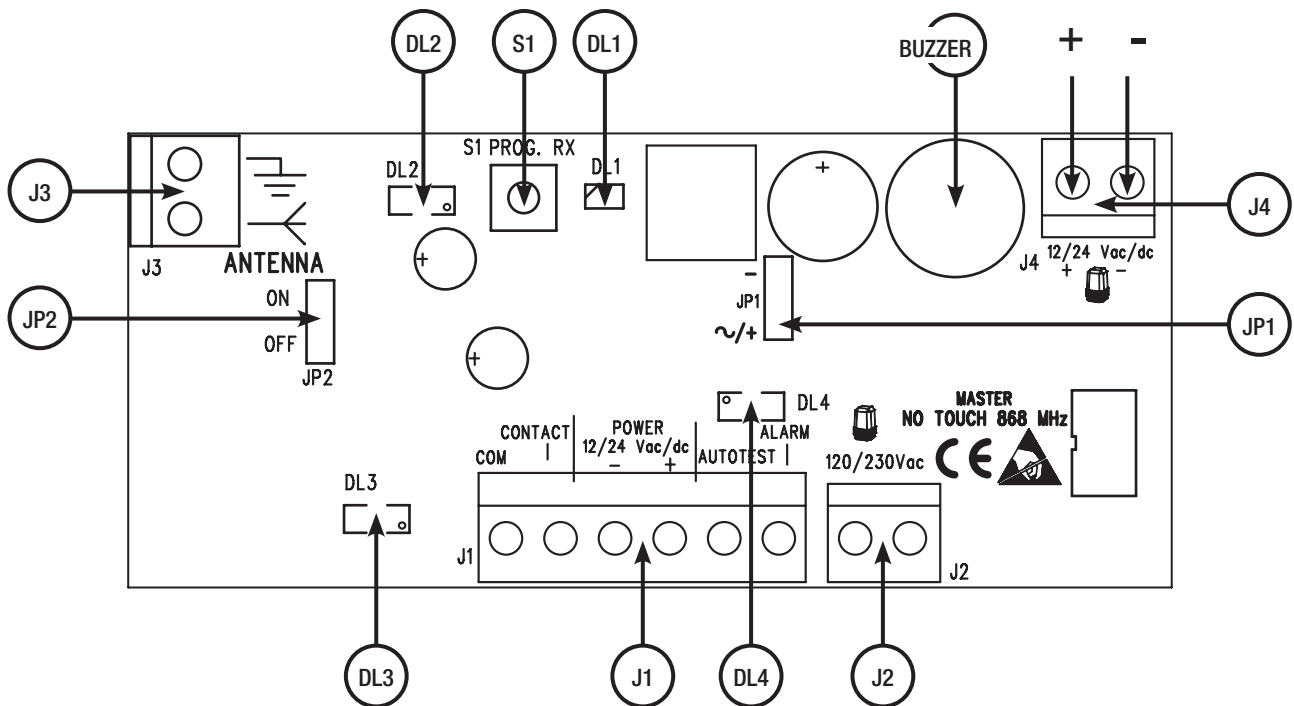 DL2 S1 DL1 BUZZER + -
S1 PROG. RX
DL2 DL1
+
J3
J4
J3
ANTENNA
+
J4 12/24 Vac/dc
+ -
-
JP1
~/+
JP2
ON
OFF
JP2
JP1
+
DL4
MASTER
NO TOUCH 868 MHz
CE
COM CONTACT POWER
12/24 Vac/dc
- +
AUTOTEST ALARM
120/230Vac
DL3
J1
J2
DL3 J1 DL4 J2